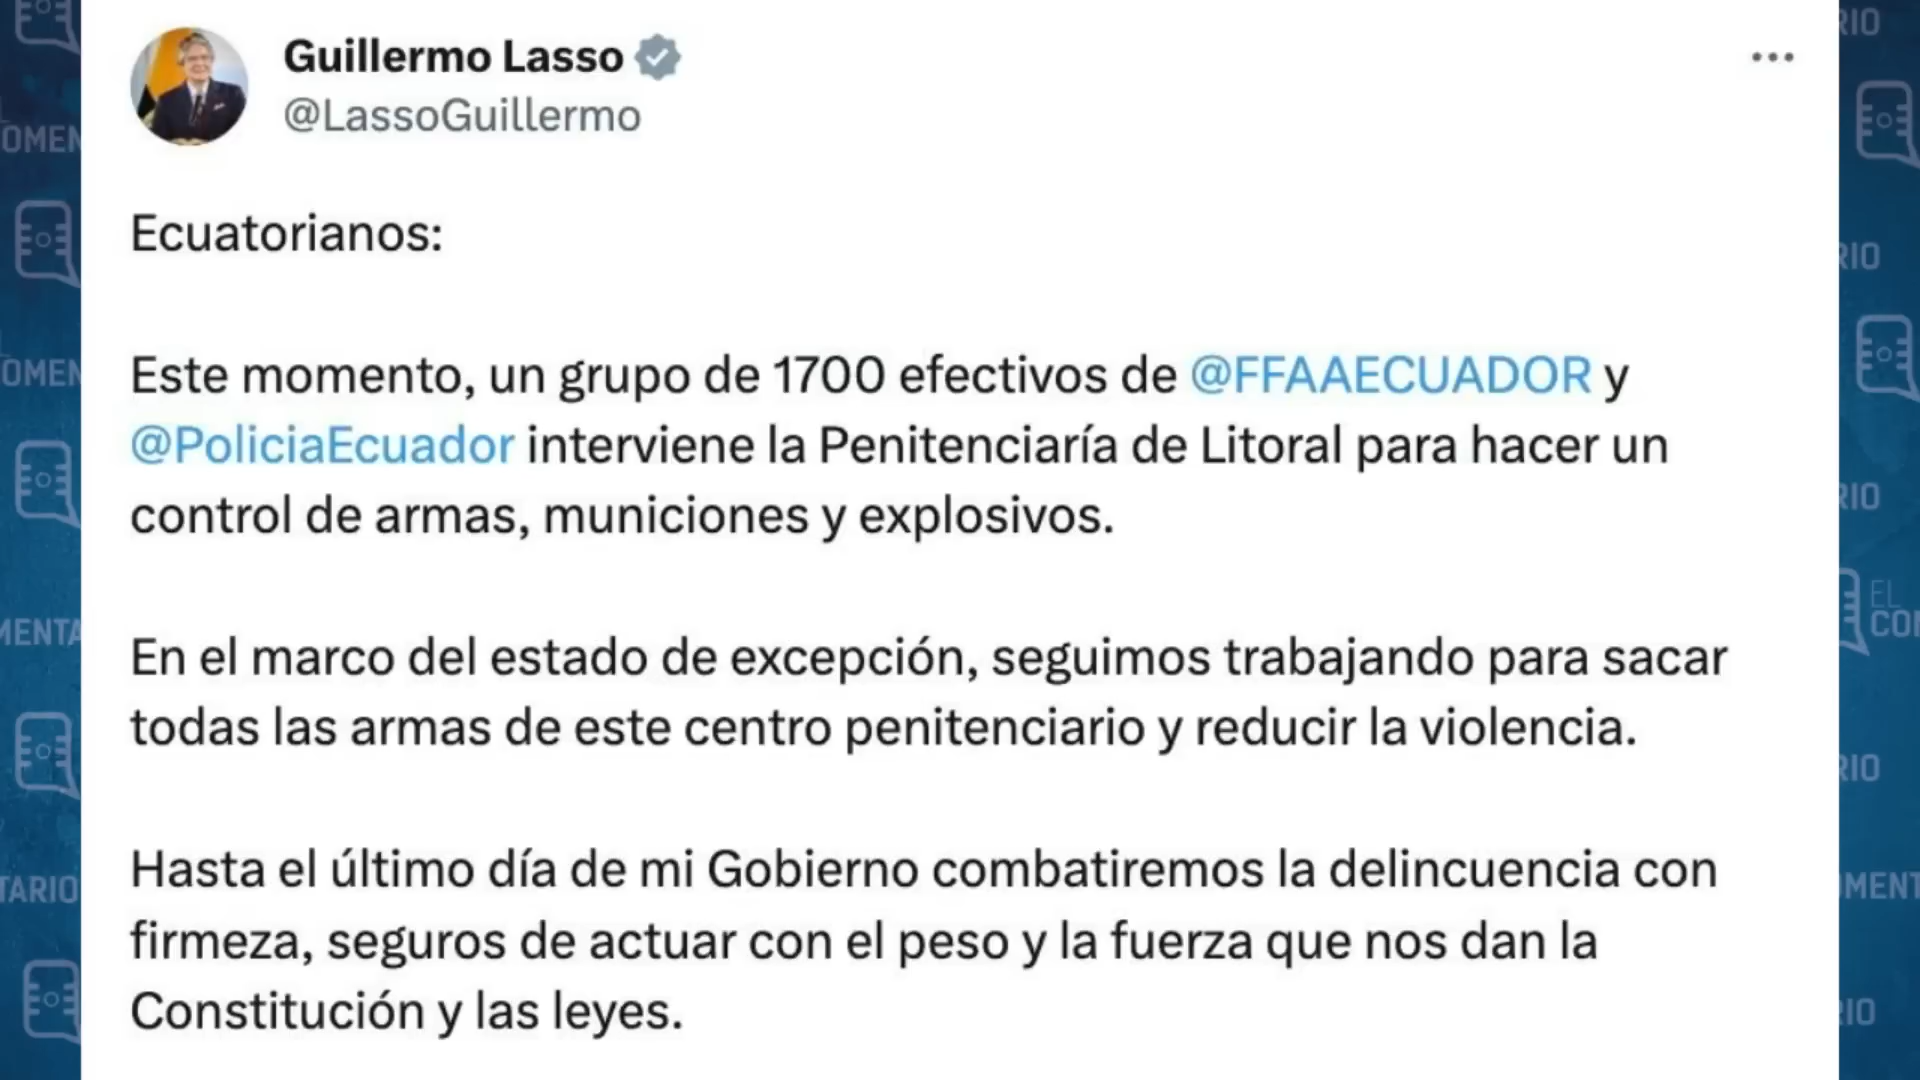 Guillermo Lasso
@LassoGuillermo
Ecuatorianos:
Este momento, un grupo de 1700 efectivos de @FFAAECUADOR y
@PoliciaEcuador interviene la Penitenciaría de Litoral para hacer un
control de armas, municiones y explosivos.
En el marco del estado de excepción, seguimos trabajando para sacar
todas las armas de este centro penitenciario y reducir la violencia.
Hasta el último día de mi Gobierno combatiremos la delincuencia con
firmeza, seguros de actuar con el peso y la fuerza que nos dan la
Constitución y las leyes.